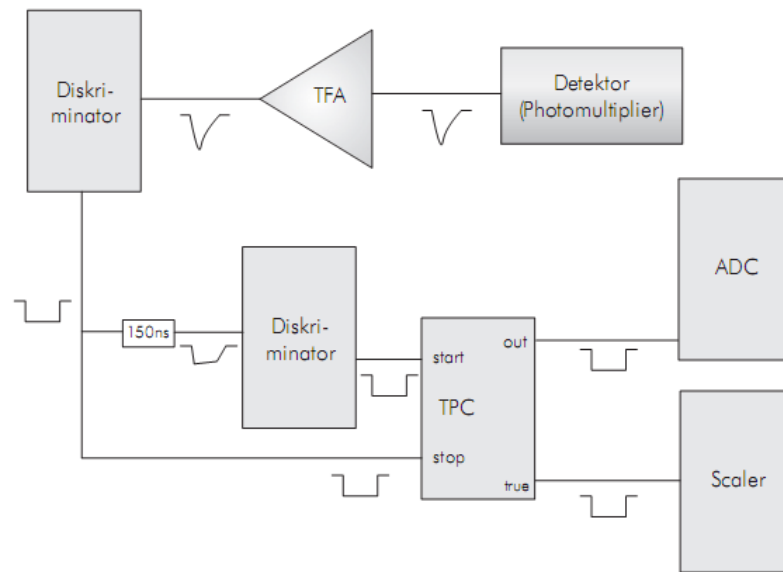 Diskri-
minator
TFA
Detektor
(Photomultiplier)
150ns
Diskri-
minator
start
out
TPC
stop
true
ADC
Scaler